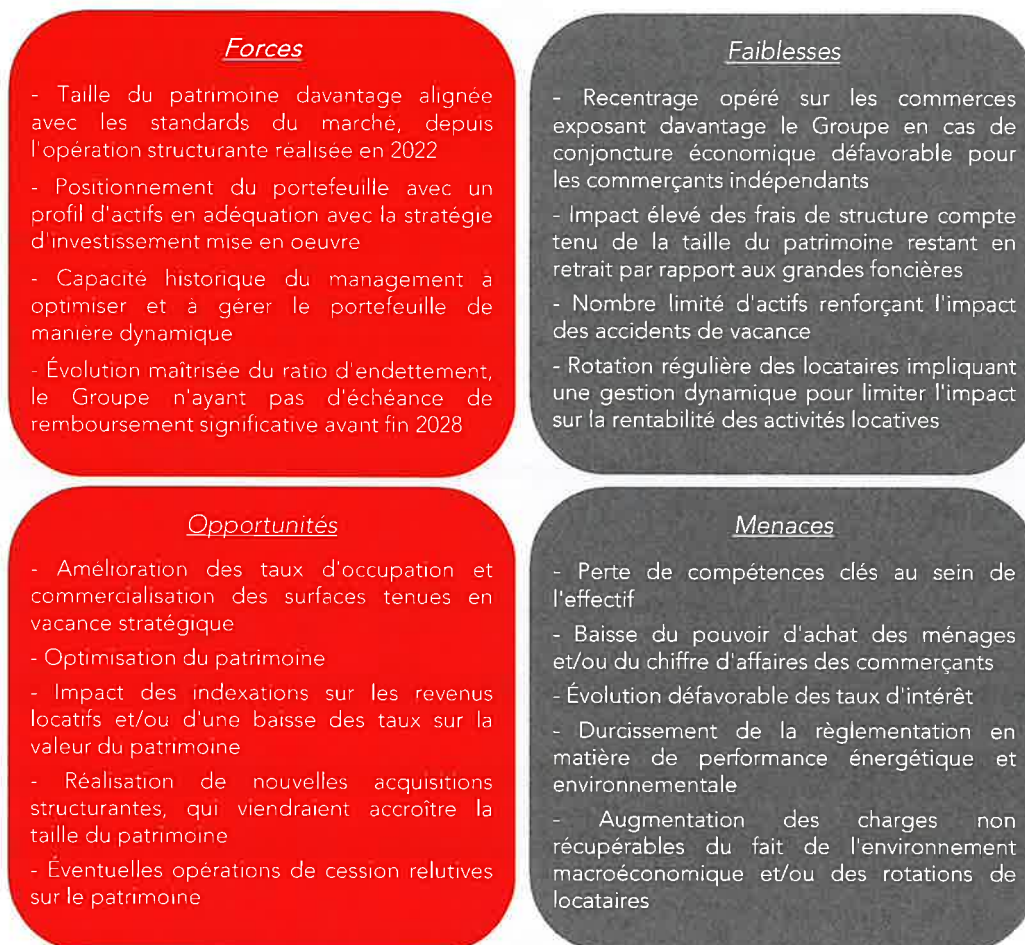 Forces
- Taille du patrimoine davantage alignée
avec les standards du marché, depuis
l'opération structurante réalisée en 2022
- Positionnement du portefeuille avec un
profil d'actifs en adéquation avec la stratégie
d'investissement mise en oeuvre
- Capacité historique du management à
optimiser et à gérer le portefeuille de
manière dynamique
- Évolution maîtrisée du ratio d'endettement,
le Groupe n'ayant pas d'échéance de
remboursement significative avant fin 2028
Faiblesses
- Recentrage opéré sur les commerces
exposant davantage le Groupe en cas de
conjoncture économique défavorable pour
les commerçants indépendants
- Impact élevé des frais de structure compte
tenu de la taille du patrimoine restant en
retrait par rapport aux grandes foncières
- Nombre limité d'actifs renforçant l'impact
des accidents de vacance
- Rotation régulière des locataires impliquant
une gestion dynamique pour limiter l'impact
sur la rentabilité des activités locatives
Opportunités
- Amélioration des taux d'occupation et
commercialisation des surfaces tenues en
vacance stratégique
- Optimisation du patrimoine
- Impact des indexations sur les revenus
locatifs et/ou d'une baisse des taux sur la
valeur du patrimoine
- Réalisation de nouvelles acquisitions
structurantes, qui viendraient accroître la
taille du patrimoine
- Éventuelles opérations de cession relutives
sur le patrimoine
Menaces
- Perte de compétences clés au sein de
l'effectif
- Baisse du pouvoir d'achat des ménages
et/ou du chiffre d'affaires des commerçants
- Évolution défavorable des taux d'intérêt
- Durcissement de la règlementation en
matière de performance énergétique et
environnementale
- Augmentation des charges non
récupérables du fait de l'environnement
macroéconomique et/ou des rotations de
locataires